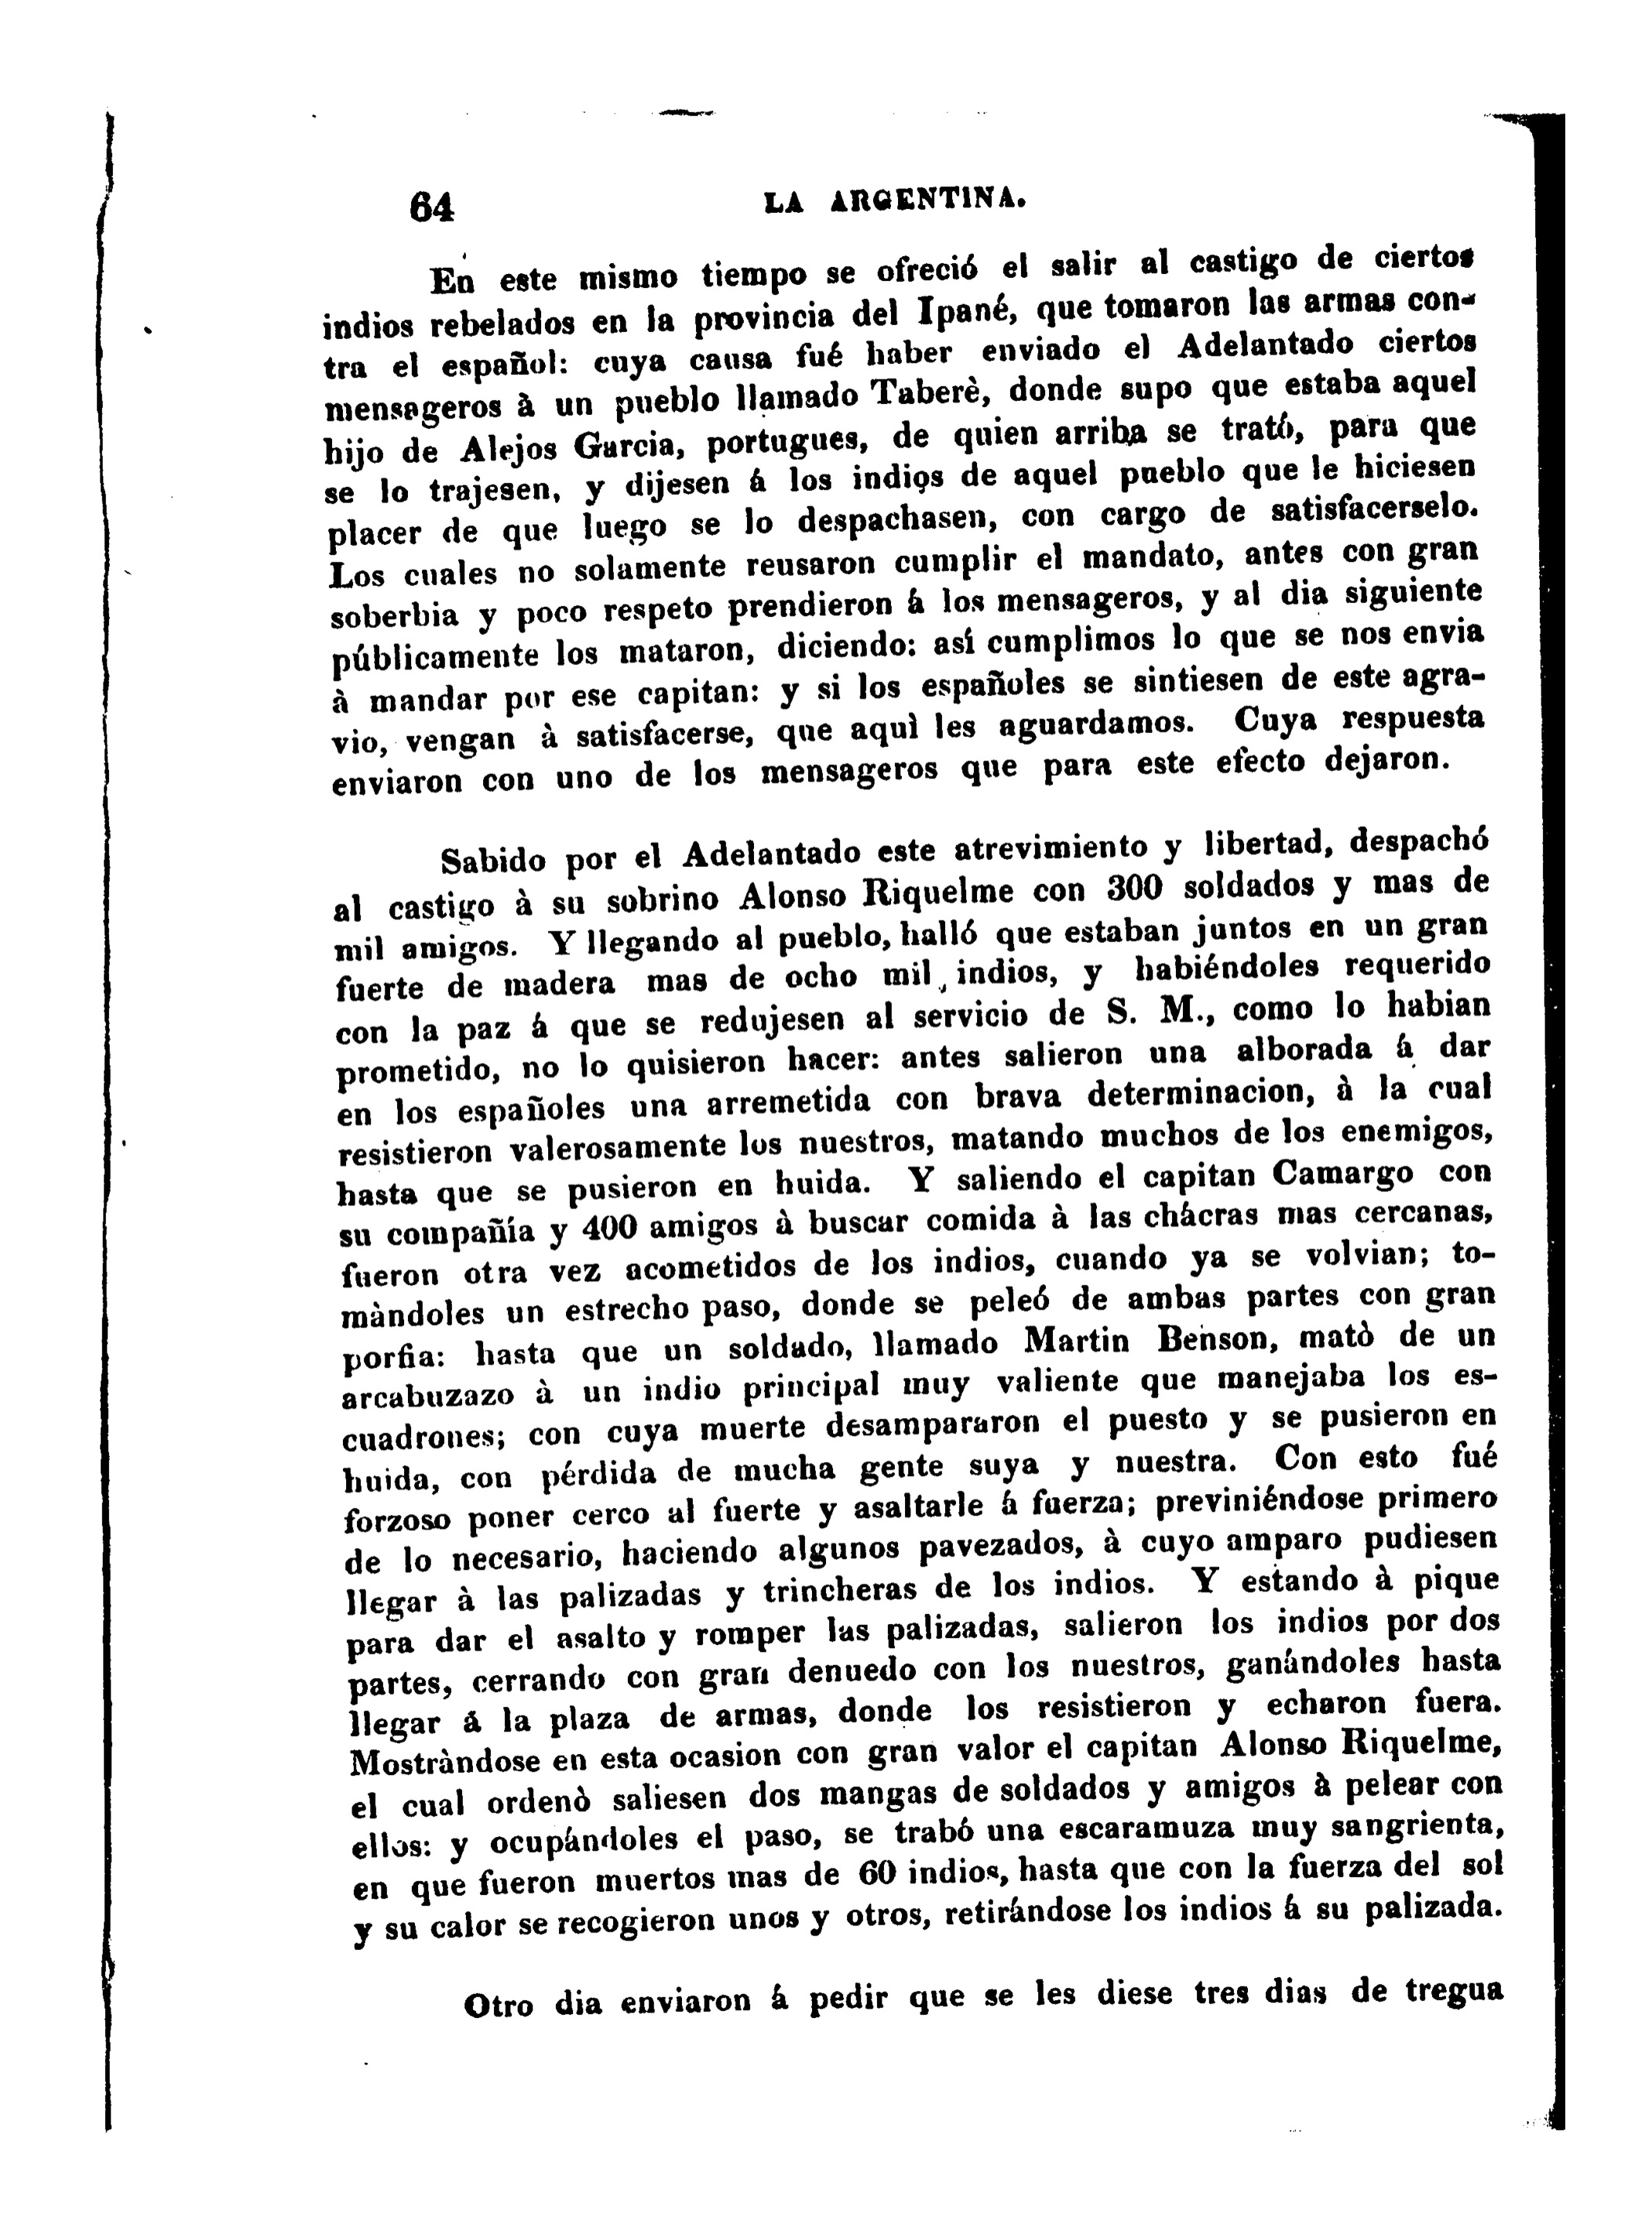 64 LA ARGENTINA.
En este mismo tiempo se ofreció el salir al castigo de ciertos
indios rebelados en la provincia del Ipané, que tomaron las armas con-
tra el español: cuya causa fué haber enviado el Adelantado ciertos
mensageros à un pueblo llamado Taberè, donde supo que estaba aquel
hijo de Alejos Garcia, portugues, de quien arriba se trató, para que
se lo trajesen, y dijesen á los indios de aquel pueblo que le hiciesen
placer de que luego se lo despachasen, con cargo de satisfacerselo.
Los cuales no solamente reusaron cumplir el mandato, antes con gran
soberbia y poco respeto prendieron á los mensageros, y al dia siguiente
públicamente los mataron, diciendo: así cumplimos lo que se nos envia
à mandar por ese capitan: y si los españoles se sintiesen de este agra-
vio, vengan à satisfacerse, que aquì les aguardamos. Cuya respuesta
enviaron con uno de los mensageros que para este efecto dejaron.
Sabido por el Adelantado este atrevimiento y libertad, despachó
al castigo à su sobrino Alonso Riquelme con 300 soldados y mas de
mil amigos. Y llegando al pueblo, halló que estaban juntos en un gran
fuerte de madera mas de ocho mil indios, y habiéndoles requerido
con la paz á que se redujesen al servicio de S. M., como lo habian
prometido, no lo quisieron hacer: antes salieron una alborada á dar
en los españoles una arremetida con brava determinacion, à la cual
resistieron valerosamente los nuestros, matando muchos de los enemigos,
hasta que se pusieron en huida. Y saliendo el capitan Camargo con
su compañía y 400 amigos à buscar comida à las chácras mas cercanas,
fueron otra vez acometidos de los indios, cuando ya se volvian; to-
màndoles un estrecho paso, donde se peleó de ambas partes con gran
porfia: hasta que un soldado, llamado Martin Benson, matò de un
arcabuzazo à un indio principal muy valiente que manejaba los es-
cuadrones; con cuya muerte desampararon el puesto y se pusieron en
huida, con pérdida de mucha gente suya y nuestra. Con esto fué
forzoso poner cerco al fuerte y asaltarle á fuerza; previniéndose primero
de lo necesario, haciendo algunos pavezados, à cuyo amparo pudiesen
llegar à las palizadas y trincheras de los indios. Y estando à pique
para dar el asalto y romper las palizadas, salieron los indios por dos
partes, cerrando con gran denuedo con los nuestros, ganándoles hasta
llegar á la plaza de armas, donde los resistieron y echaron fuera.
Mostràndose en esta ocasion con gran valor el capitan Alonso Riquelme,
el cual ordenò saliesen dos mangas de soldados y amigos à pelear con
ellos: y ocupándoles el paso, se trabó una escaramuza muy sangrienta,
en que fueron muertos mas de 60 indios, hasta que con la fuerza del sol
y su calor se recogieron unos y otros, retirándose los indios á su palizada.
Otro dia enviaron á pedir que se les diese tres dias de tregua